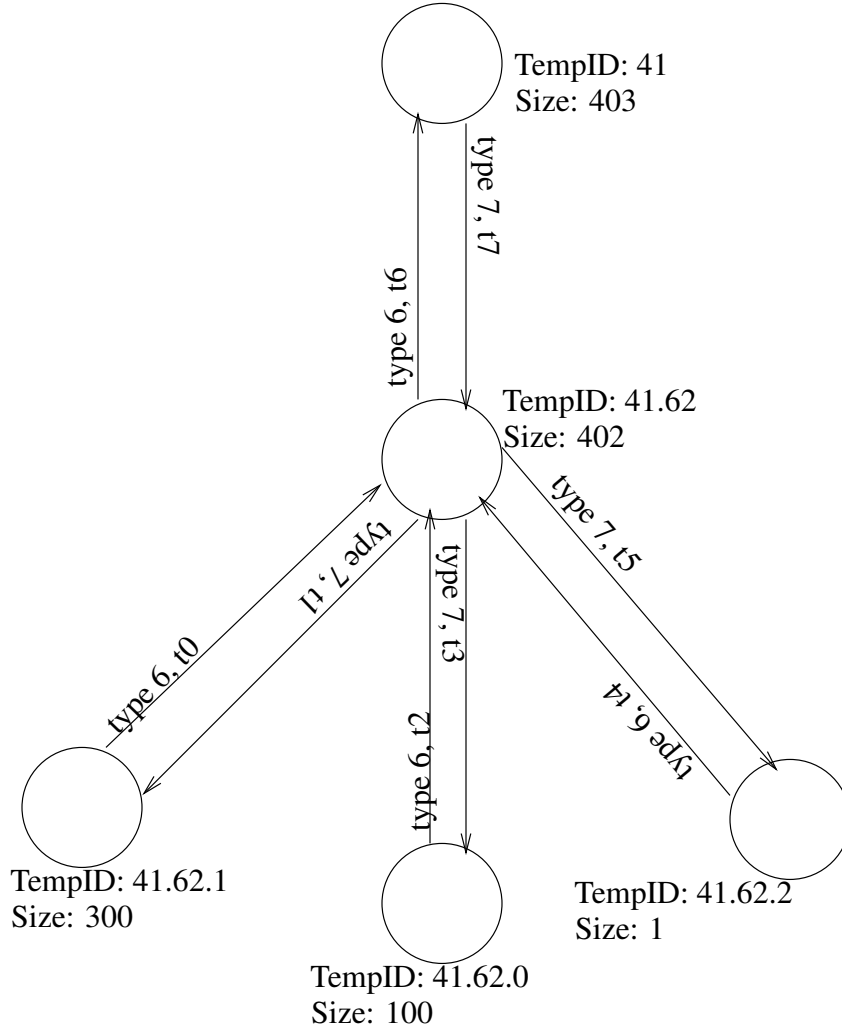 TempID: 41
Size: 403
type 7, t7
type 6, t6
TempID: 41.62
Size: 402
type 7, t5
type 7, t1
type 7, t3
type 6, t0
type 6, t4
type 6, t2
TempID: 41.62.1
Size: 300
TempID: 41.62.2
Size: 1
TempID: 41.62.0
Size: 100